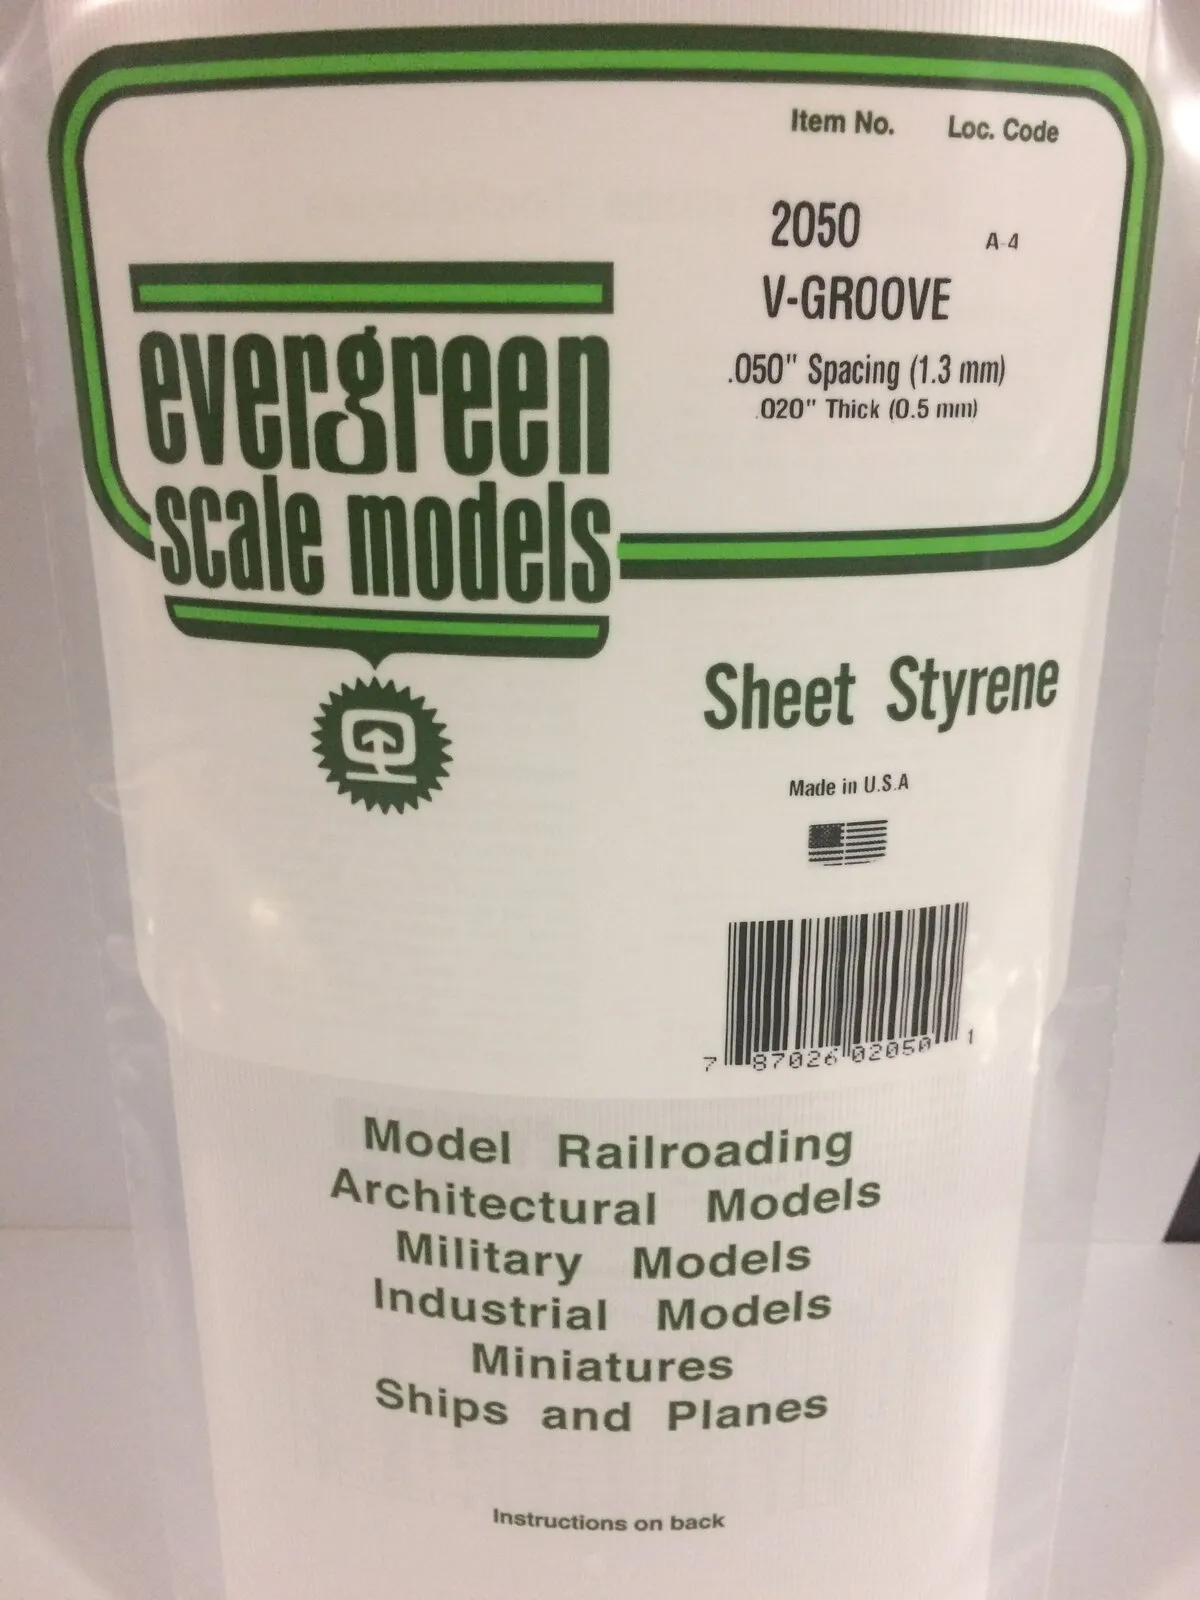 Item No. Loc. Code
2050 A-4
V-GROOVE
.050" Spacing (1.3 mm)
.020" Thick (0.5 mm)
evergreen
scale models
Sheet Styrene
Made in U.S.A
7 87026 02050 1
Model Railroading
Architectural Models
Military Models
Industrial Models
Miniatures
Ships and Planes
Instructions on back